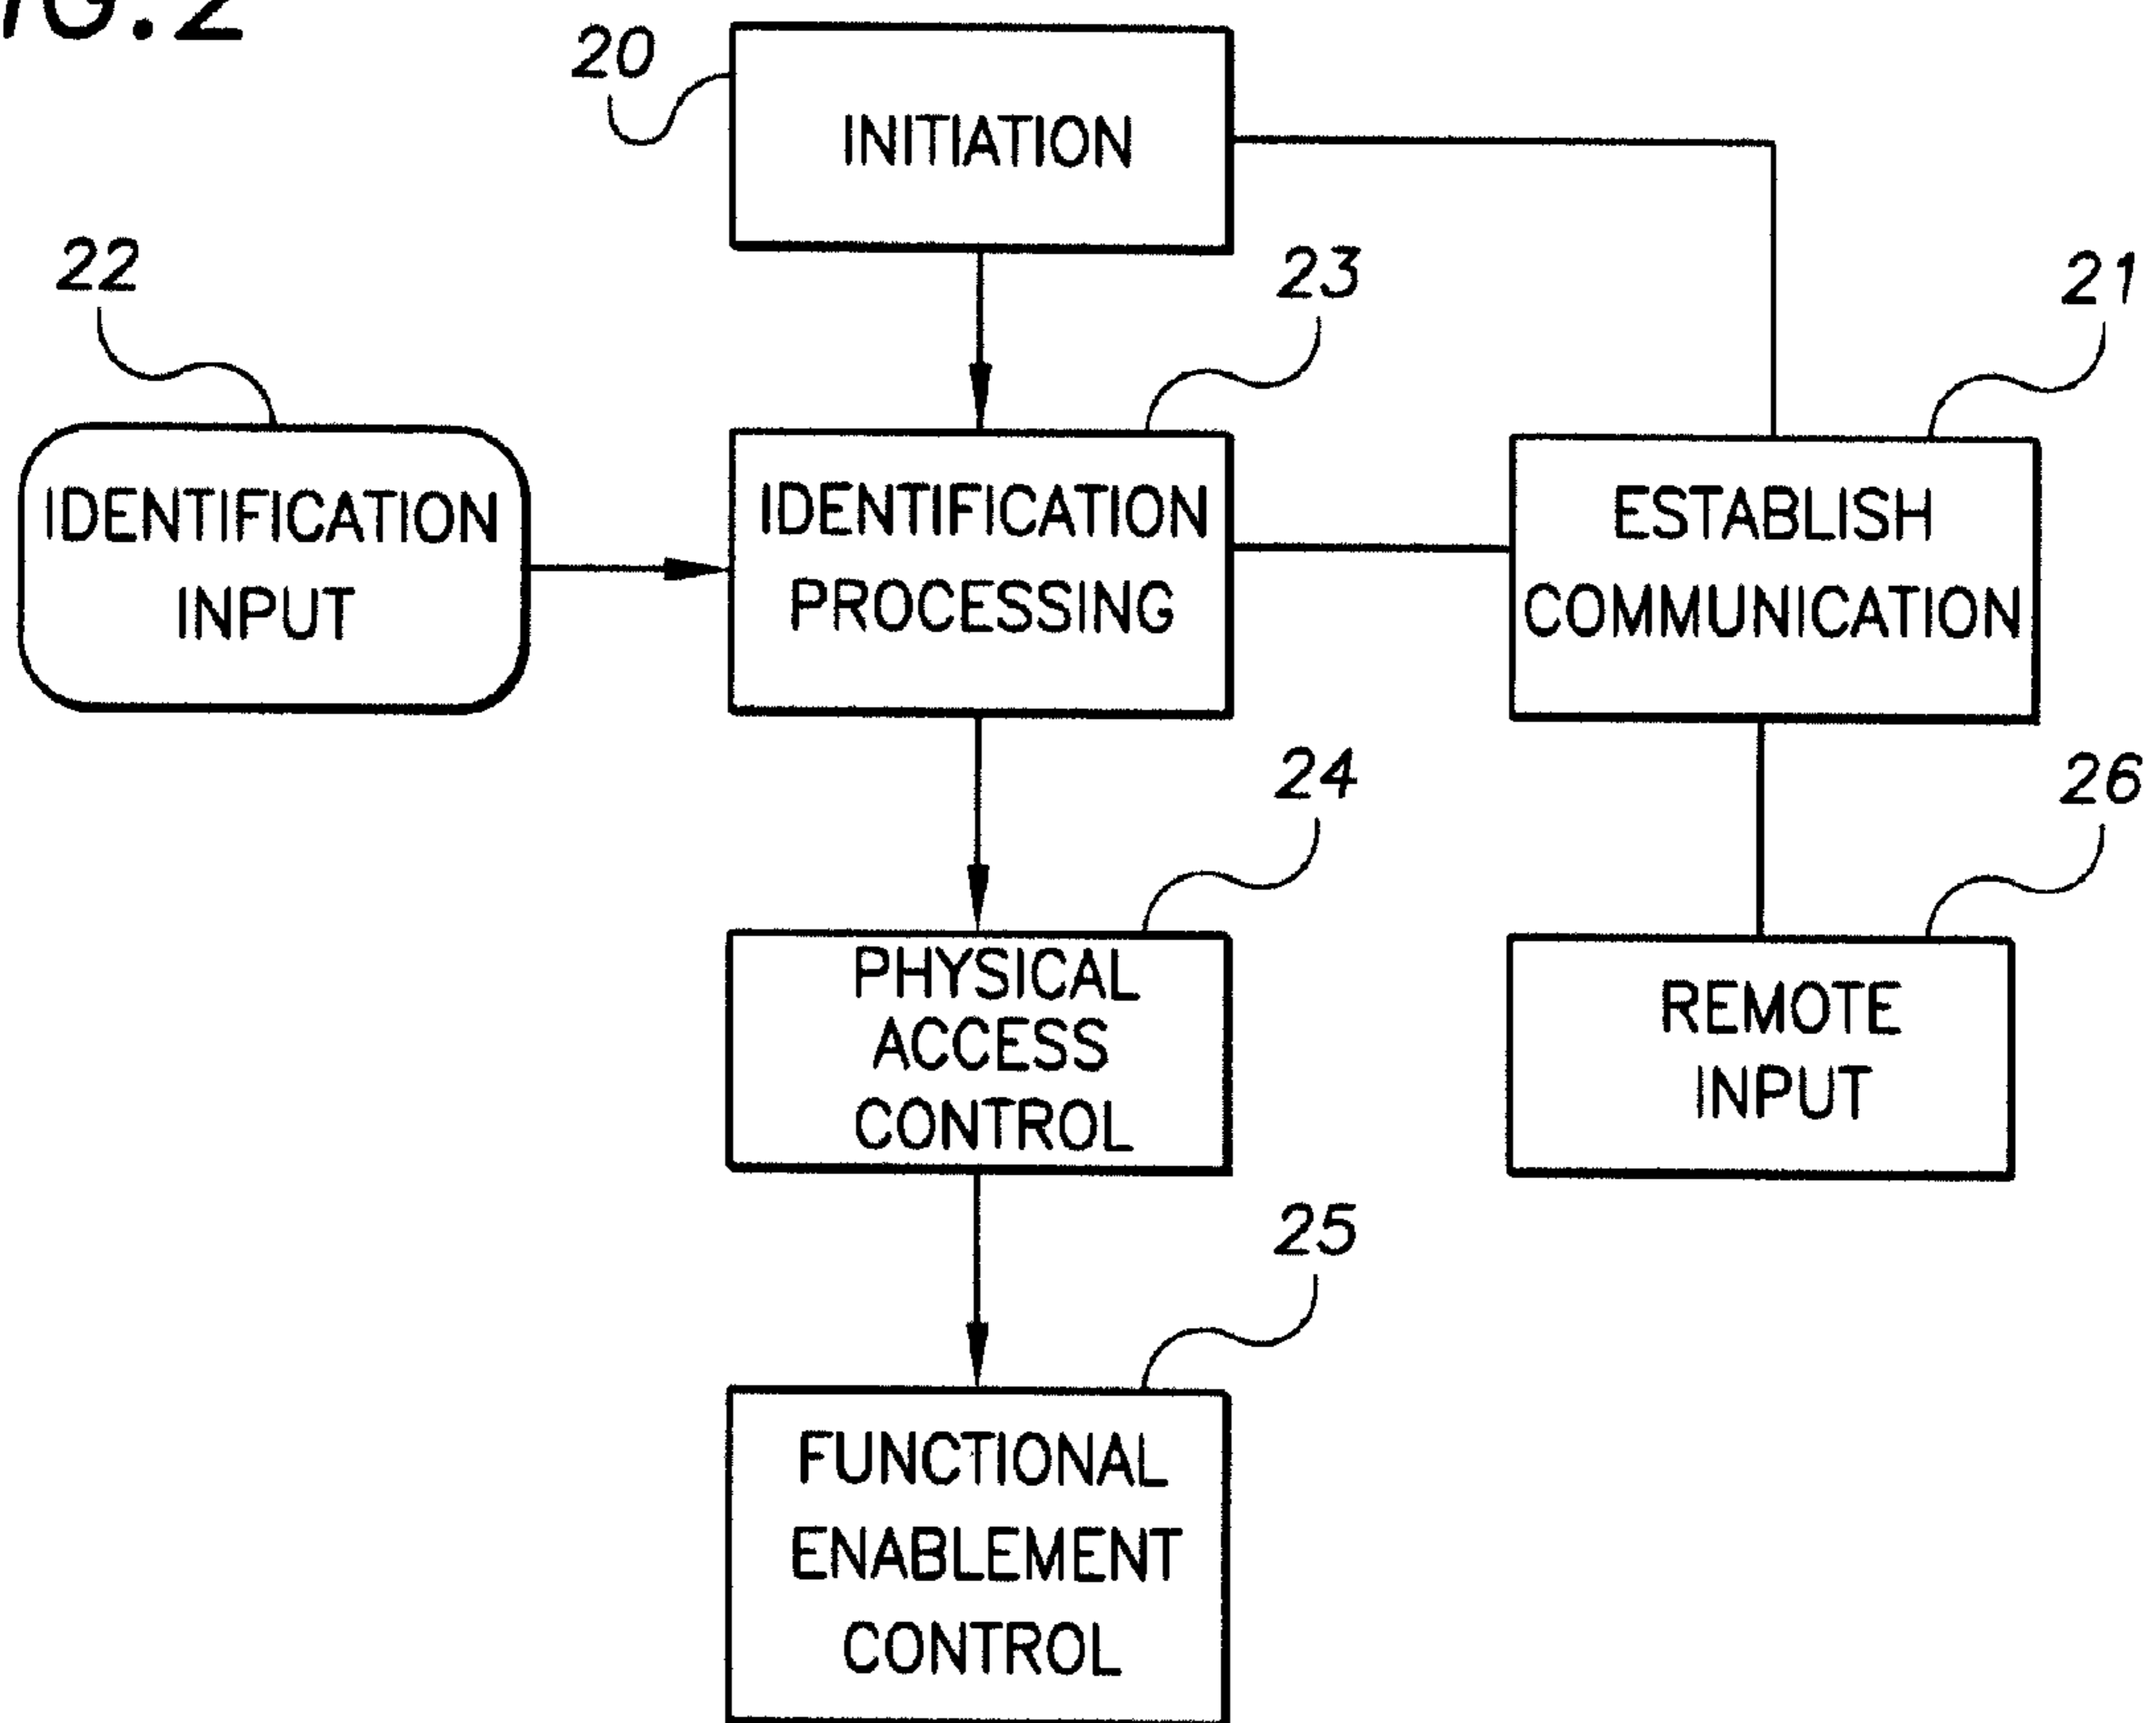 IG.2
20
INITIATION
22
23
21
IDENTIFICATION
INPUT
IDENTIFICATION
PROCESSING
ESTABLISH
COMMUNICATION
24
26
PHYSICAL
ACCESS
CONTROL
REMOTE
INPUT
25
FUNCTIONAL
ENABLEMENT
CONTROL